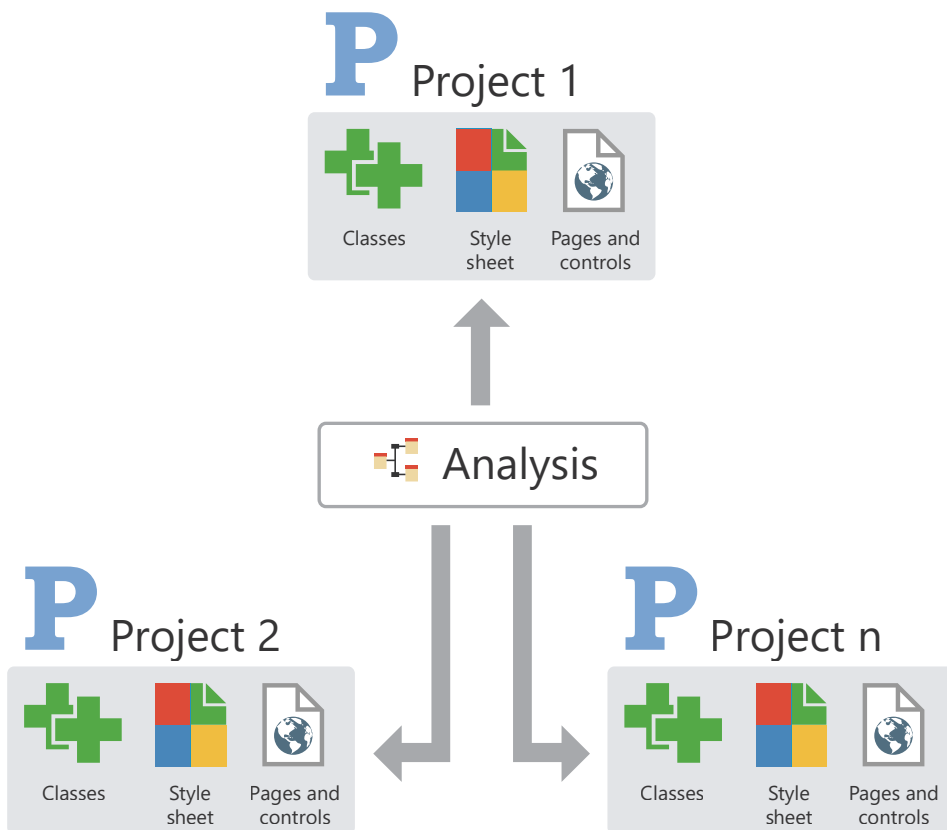 P Project 1
Classes
Style
sheet
Pages and
controls
Analysis
P Project 2
Classes
Style
sheet
Pages and
controls
P Project n
Classes
Style
sheet
Pages and
controls